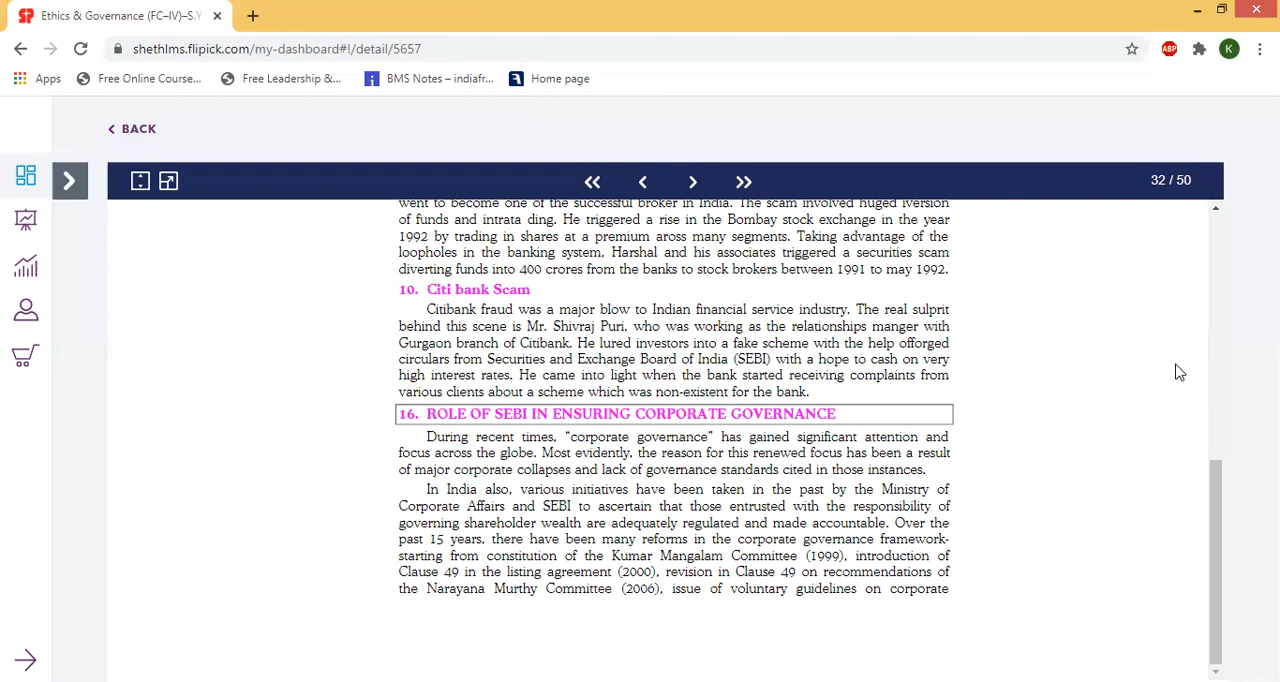 Ethics & Governance (FC–IV)–S.Y
shethlms.flipick.com/my-dashboard#!/detail/5657
ABP
K
Apps
Free Online Course...
Free Leadership &...
BMS Notes – indiafr...
Home page
BACK
32 / 50
went to become one of the successful broker in India. The scam involved huged iversion
of funds and intrata ding. He triggered a rise in the Bombay stock exchange in the year
1992 by trading in shares at a premium aross many segments. Taking advantage of the
loopholes in the banking system, Harshal and his associates triggered a securities scam
diverting funds into 400 crores from the banks to stock brokers between 1991 to may 1992.
10. Citi bank Scam
Citibank fraud was a major blow to Indian financial service industry. The real sulprit
behind this scene is Mr. Shivraj Puri, who was working as the relationships manger with
Gurgaon branch of Citibank. He lured investors into a fake scheme with the help offorged
circulars from Securities and Exchange Board of India (SEBI) with a hope to cash on very
high interest rates. He came into light when the bank started receiving complaints from
various clients about a scheme which was non-existent for the bank.
16. ROLE OF SEBI IN ENSURING CORPORATE GOVERNANCE
During recent times, “corporate governance” has gained significant attention and
focus across the globe. Most evidently, the reason for this renewed focus has been a result
of major corporate collapses and lack of governance standards cited in those instances.
In India also, various initiatives have been taken in the past by the Ministry of
Corporate Affairs and SEBI to ascertain that those entrusted with the responsibility of
governing shareholder wealth are adequately regulated and made accountable. Over the
past 15 years, there have been many reforms in the corporate governance framework-
starting from constitution of the Kumar Mangalam Committee (1999), introduction of
Clause 49 in the listing agreement (2000), revision in Clause 49 on recommendations of
the Narayana Murthy Committee (2006), issue of voluntary guidelines on corporate